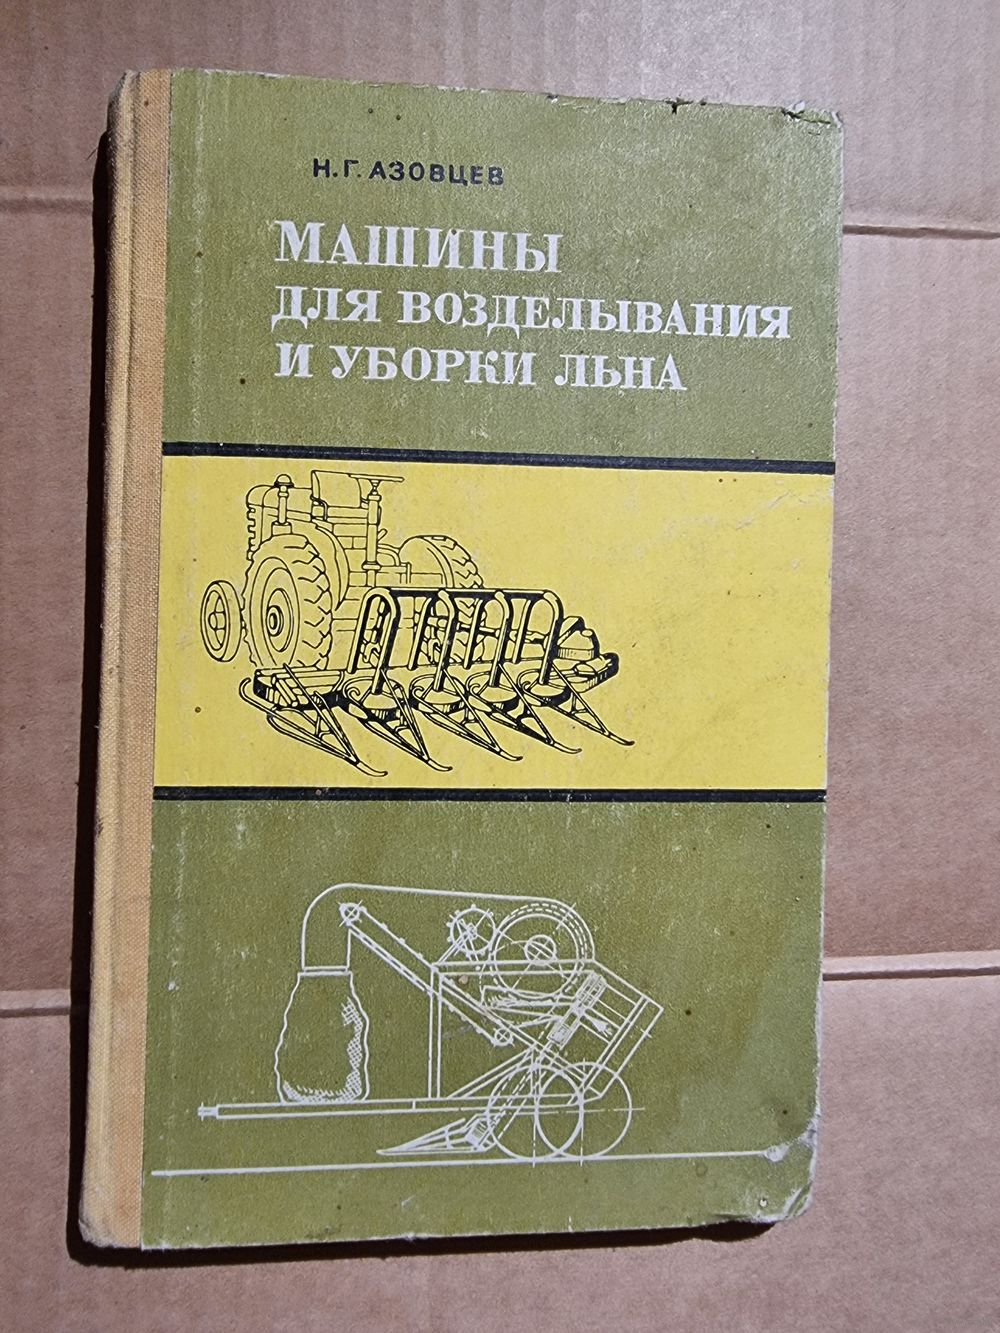 Н. Г. АЗОВЦЕВ
МАШИНЫ
ДЛЯ ВОЗДЕЛЫВАНИЯ
И УБОРКИ ЛЬНА